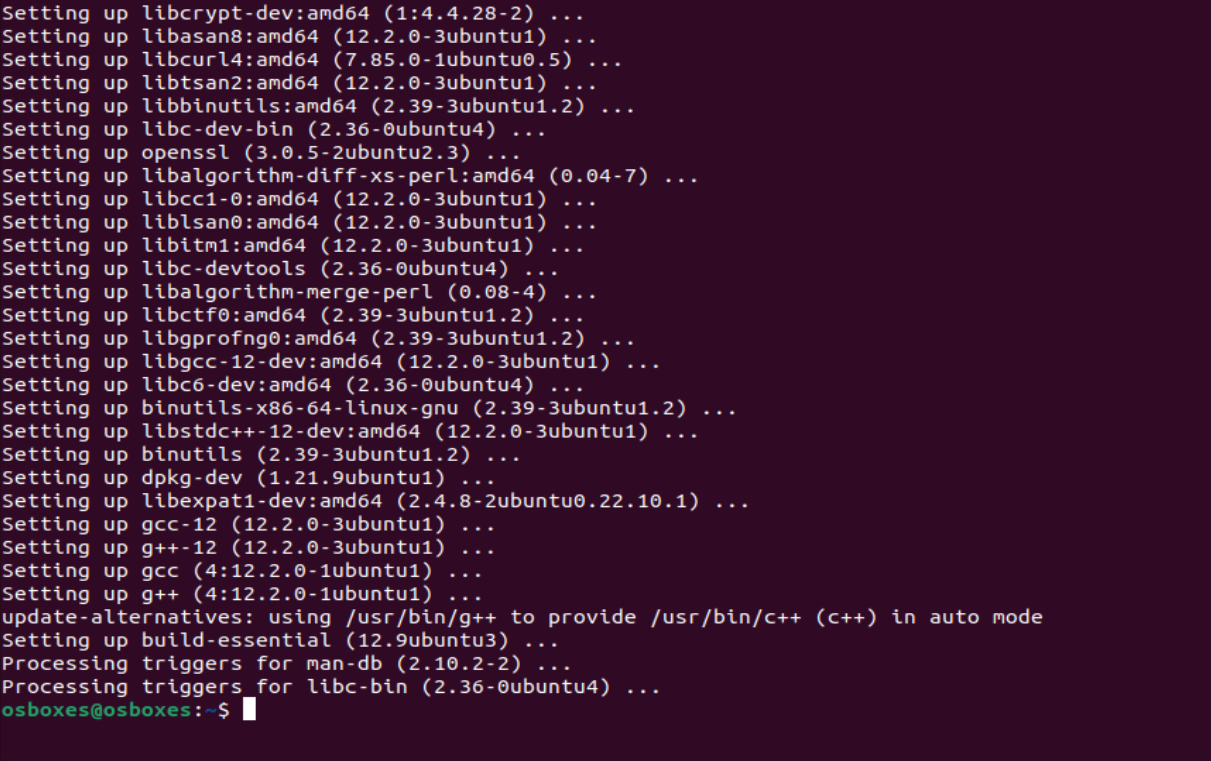 Setting up libcrypt-dev:amd64 (1:4.4.28-2) ...
Setting up libasan8:amd64 (12.2.0-3ubuntu1) ...
Setting up libcurl4:amd64 (7.85.0-1ubuntu0.5) ...
Setting up libtsan2:amd64 (12.2.0-3ubuntu1) ...
Setting up libbinutils:amd64 (2.39-3ubuntu1.2) ...
Setting up libc-dev-bin (2.36-0ubuntu4) ...
Setting up openssl (3.0.5-2ubuntu2.3) ...
Setting up libalgorithm-diff-xs-perl:amd64 (0.04-7) ...
Setting up libcc1-0:amd64 (12.2.0-3ubuntu1) ...
Setting up liblsan0:amd64 (12.2.0-3ubuntu1) ...
Setting up libitm1:amd64 (12.2.0-3ubuntu1) ...
Setting up libc-devtools (2.36-0ubuntu4) ...
Setting up libalgorithm-merge-perl (0.08-4) ...
Setting up libctf0:amd64 (2.39-3ubuntu1.2) ...
Setting up libgprofng0:amd64 (2.39-3ubuntu1.2) ...
Setting up libgcc-12-dev:amd64 (12.2.0-3ubuntu1) ...
Setting up libc6-dev:amd64 (2.36-0ubuntu4) ...
Setting up binutils-x86-64-linux-gnu (2.39-3ubuntu1.2) ...
Setting up libstdc++-12-dev:amd64 (12.2.0-3ubuntu1) ...
Setting up binutils (2.39-3ubuntu1.2) ...
Setting up dpkg-dev (1.21.9ubuntu1) ...
Setting up libexpat1-dev:amd64 (2.4.8-2ubuntu0.22.10.1) ...
Setting up gcc-12 (12.2.0-3ubuntu1) ...
Setting up g++-12 (12.2.0-3ubuntu1) ...
Setting up gcc (4:12.2.0-1ubuntu1) ...
Setting up g++ (4:12.2.0-1ubuntu1) ...
update-alternatives: using /usr/bin/g++ to provide /usr/bin/c++ (c++) in auto mode
Setting up build-essential (12.9ubuntu3) ...
Processing triggers for man-db (2.10.2-2) ...
Processing triggers for libc-bin (2.36-0ubuntu4) ...
osboxes@osboxes:~$